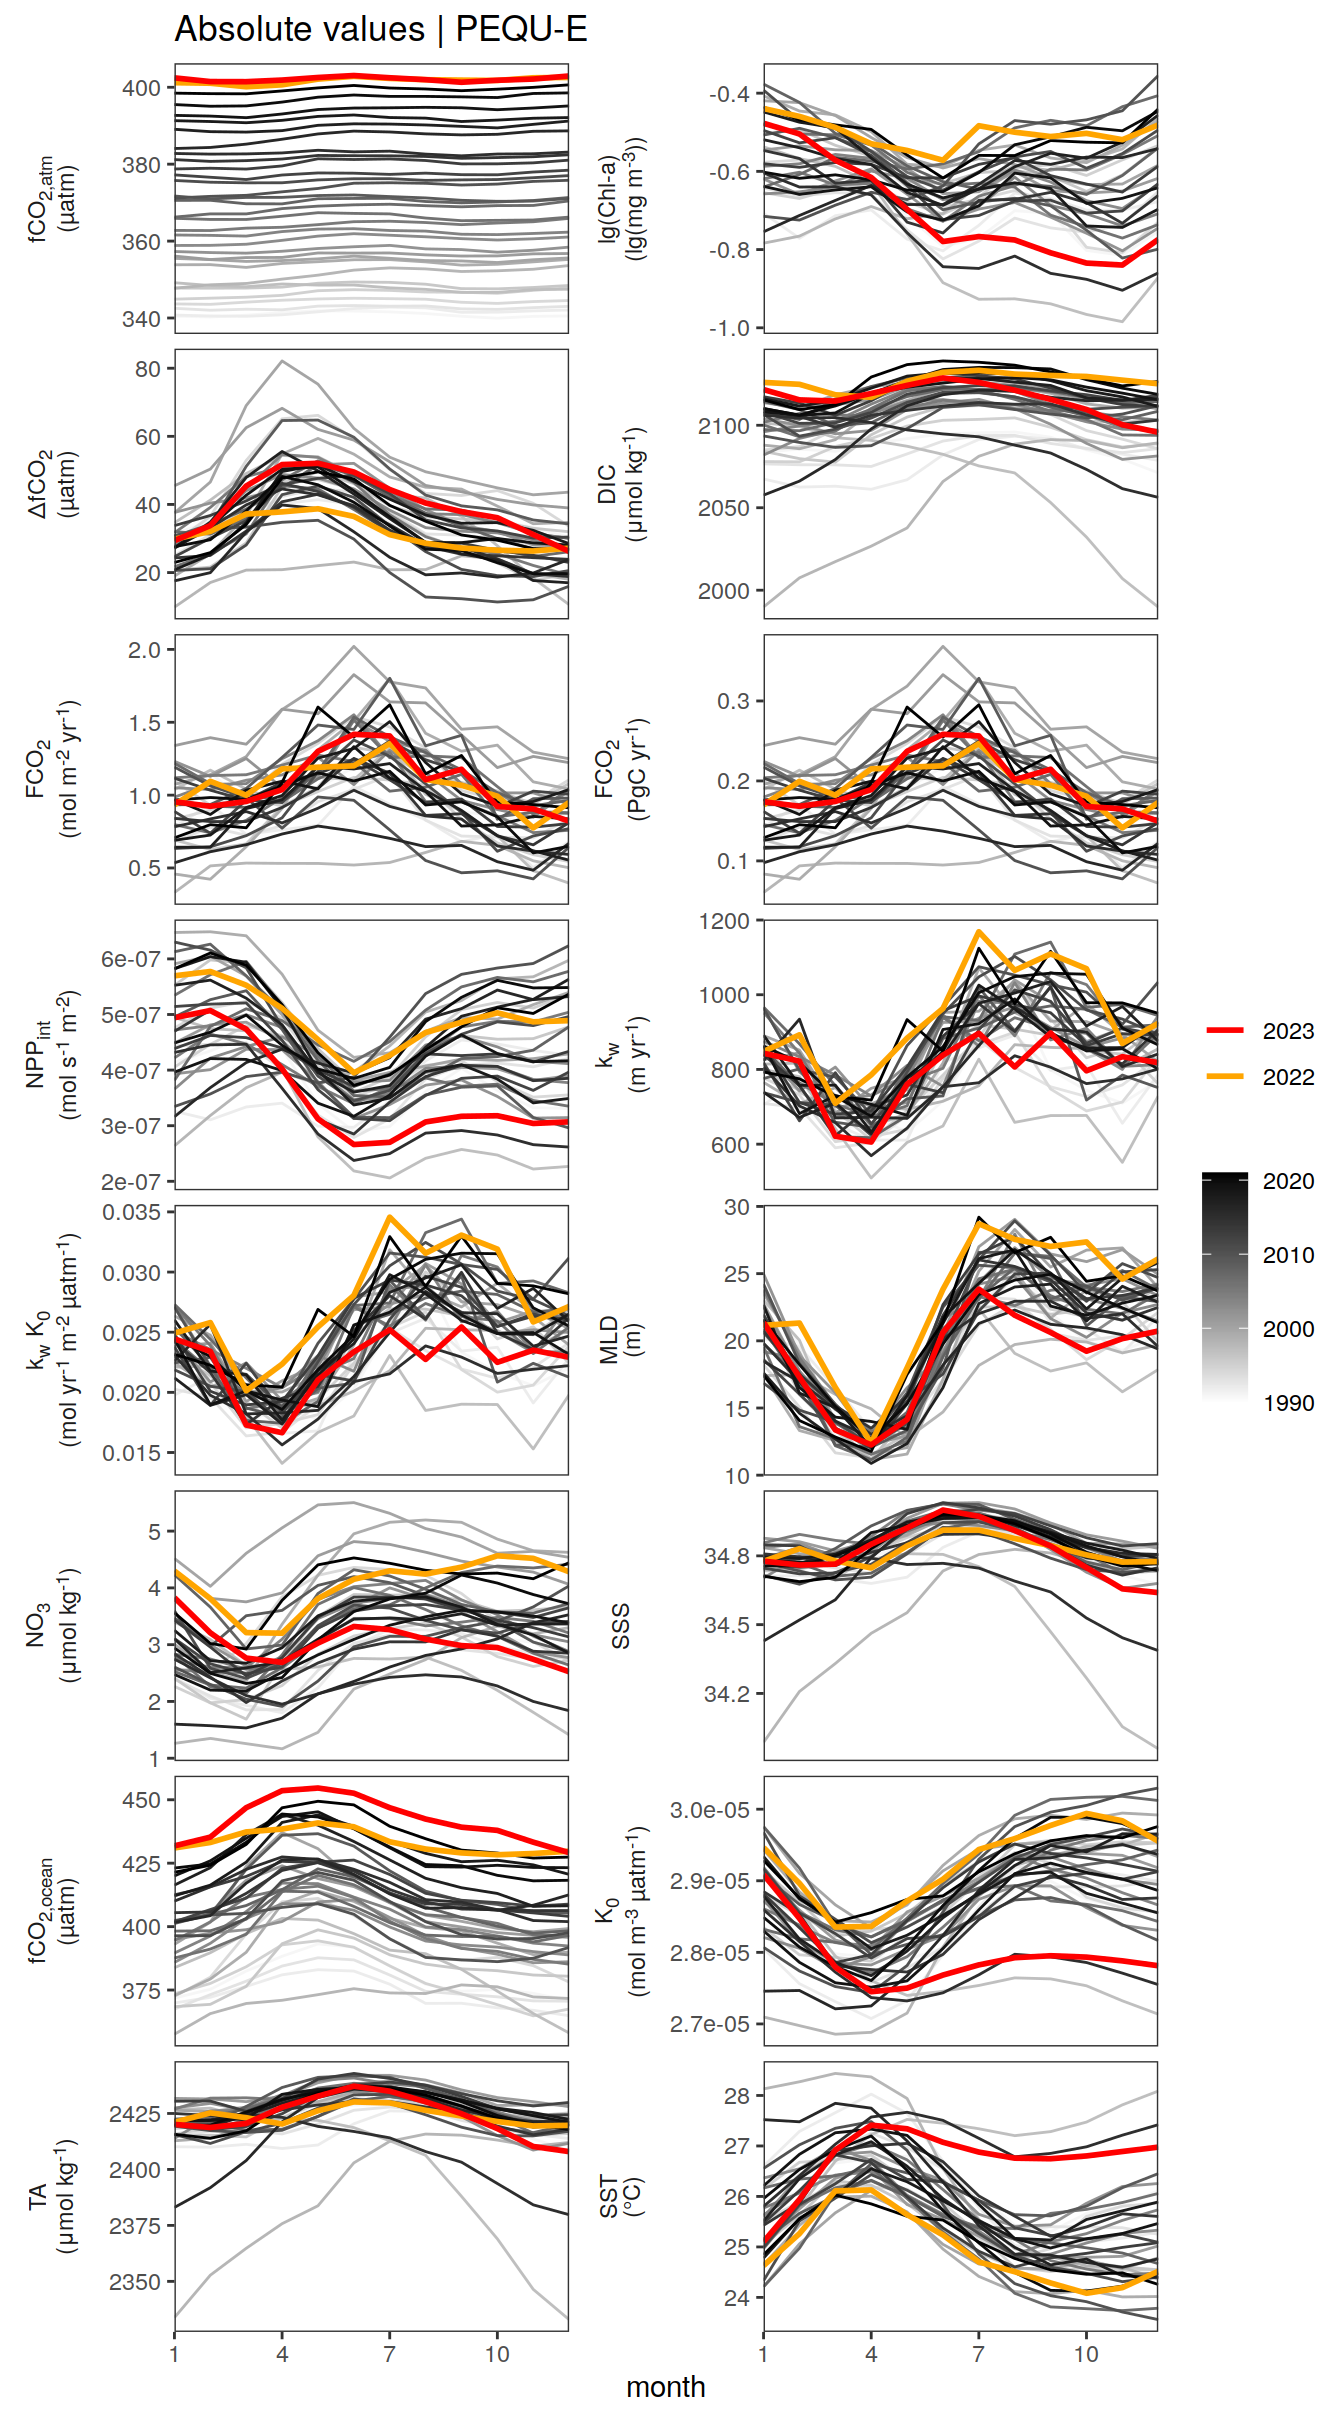 Absolute values | PEQU-E
fCO2,atm
(µatm)
400
380
360
340
lg(Chl-a)
(lg(mg m-3))
-0.4
-0.6
-0.8
-1.0
ΔfCO2
(µatm)
80
60
40
20
DIC
(µmol kg-1)
2100
2050
2000
FCO2
(mol m-2 yr-1)
2.0
1.5
1.0
0.5
FCO2
(PgC yr-1)
0.3
0.2
0.1
NPPint
(mol s-1 m-2)
6e-07
5e-07
4e-07
3e-07
2e-07
kw
(m yr-1)
1200
1000
800
600
kw K0
(mol yr-1 m-2 µatm-1)
0.035
0.030
0.025
0.020
0.015
MLD
(m)
30
25
20
15
10
NO3
(µmol kg-1)
5
4
3
2
1
SSS
34.8
34.5
34.2
fCO2,ocean
(µatm)
450
425
400
375
K0
(mol m-3 µatm-1)
3.0e-05
2.9e-05
2.8e-05
2.7e-05
TA
(µmol kg-1)
2425
2400
2375
2350
SST
(°C)
28
27
26
25
24
1 4 7 10
1 4 7 10
month
2023
2022
2020
2010
2000
1990